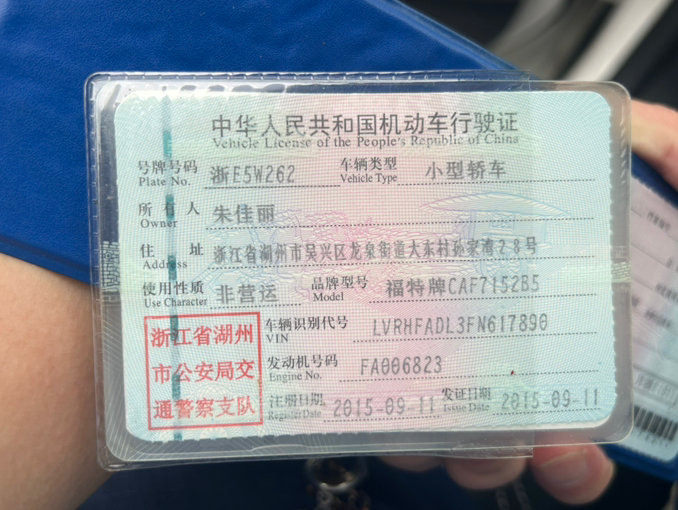 中华人民共和国机动车行驶证
Vehicle License of the People's Republic of China
号牌号码 Plate No. 浙E5W262 车辆类型 Vehicle Type 小型轿车
所有人 Owner 朱佳丽
住址 Address 浙江省湖州市吴兴区龙泉街道大东村孙家湾28号
使用性质 Use Character 非营运 品牌型号 Model 福特牌CAF7152B5
浙江省湖州
市公安局交
通警察支队
车辆识别代号 VIN LVRHFADL3FN617890
发动机号码 Engine No. FA006823
注册日期 Register Date 2015-09-11 发证日期 Issue Date 2015-09-11